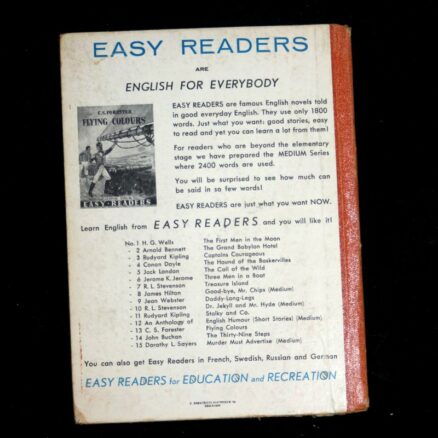 EASY READERS
ARE
ENGLISH FOR EVERYBODY
C. S. FORESTER
FLYING COLOURS
EASY-READERS
EASY READERS are famous English novels told
in good everyday English. They use only 1800
words. Just what you want: good stories, easy
to read and yet you can learn a lot from them!
For readers who are beyond the elementary
stage we have prepared the MEDIUM Series
where 2400 words are used.
You will be surprised to see how much can
be said in so few words!
EASY READERS are just what you want NOW.
Learn English from EASY READERS and you will like it!
No. 1 H. G. Wells The First Men in the Moon
- 2 Arnold Bennett The Grand Babylon Hotel
- 3 Rudyard Kipling Captains Courageous
- 4 Conan Doyle The Hound of the Baskervilles
- 5 Jack London The Call of the Wild
- 6 Jerome K. Jerome Three Men in a Boat
- 7 R. L. Stevenson Treasure Island
- 8 James Hilton Good-bye, Mr. Chips (Medium)
- 9 Jean Webster Daddy-Long-Legs
- 10 R. L. Stevenson Dr. Jekyll and Mr. Hyde (Medium)
- 11 Rudyard Kipling Stalky and Co.
- 12 An Anthology of English Humour (Short Stories) (Medium)
- 13 C. S. Forester Flying Colours
- 14 John Buchan The Thirty-Nine Steps
- 15 Dorothy L. Sayers Murder Must Advertise (Medium)
You can also get Easy Readers in French, Swedish, Russian and German
EASY READERS for EDUCATION and RECREATION